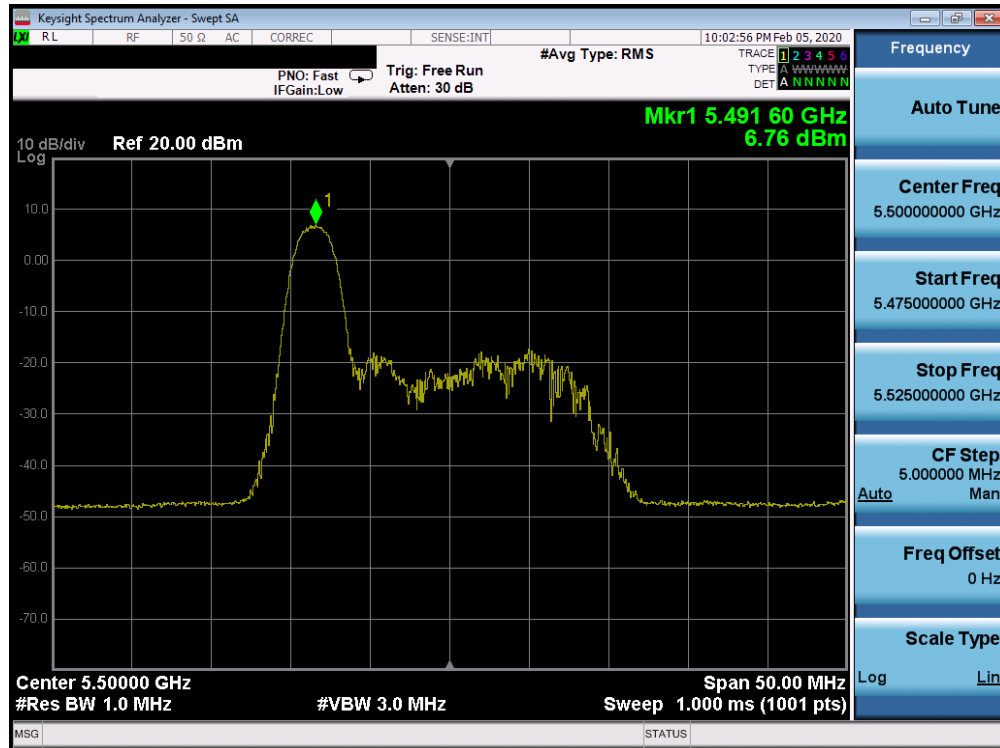 Keysight Spectrum Analyzer - Swept SA
LXI RL RF 50 Ω AC CORREC SENSE:INT 10:02:56 PM Feb 05, 2020
PNO: Fast
IFGain:Low
Trig: Free Run
Atten: 30 dB
#Avg Type: RMS
TRACE 1 2 3 4 5 6
TYPE A WWWWW
DET A N N N N N
Mkr1 5.491 60 GHz
6.76 dBm
10 dB/div Ref 20.00 dBm
Log
1
10.0
0.00
-10.0
-20.0
-30.0
-40.0
-50.0
-60.0
-70.0
Center 5.50000 GHz Span 50.00 MHz
#Res BW 1.0 MHz #VBW 3.0 MHz Sweep 1.000 ms (1001 pts)
MSG STATUS
Frequency
Auto Tune
Center Freq
5.500000000 GHz
Start Freq
5.475000000 GHz
Stop Freq
5.525000000 GHz
CF Step
5.000000 MHz
Auto Man
Freq Offset
0 Hz
Scale Type
Log Lin